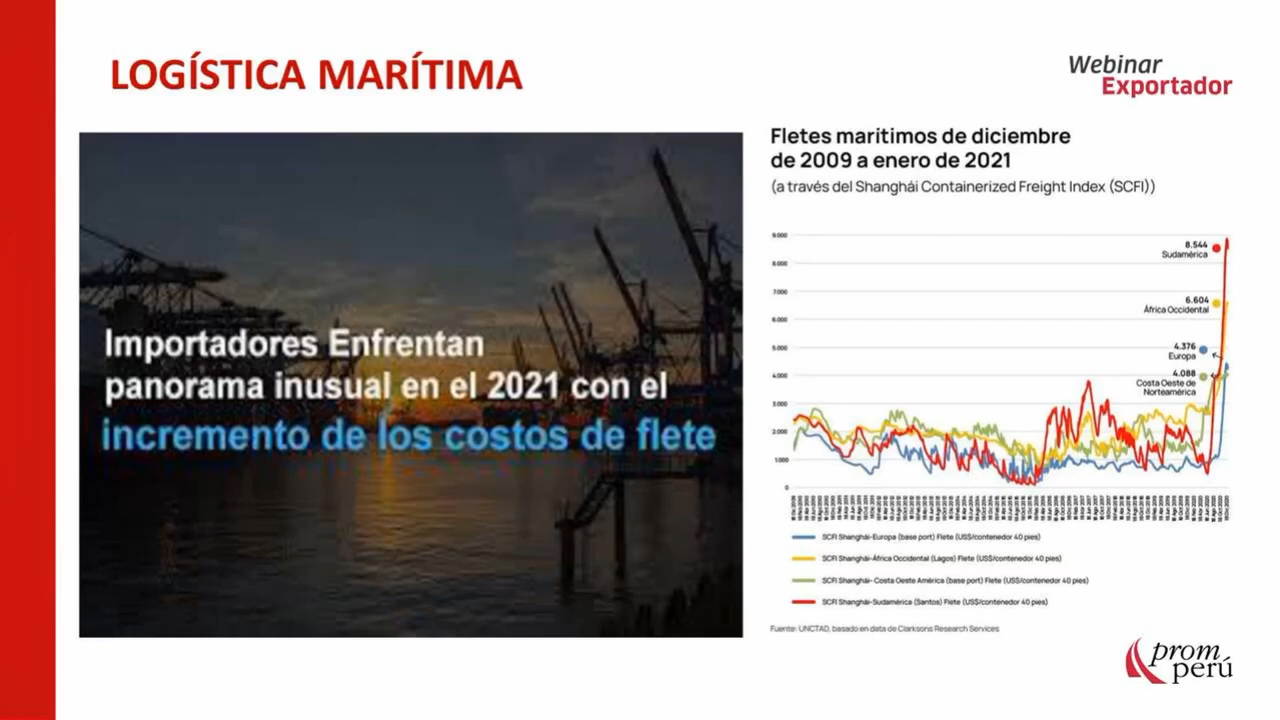 LOGÍSTICA MARÍTIMA
Webinar
Exportador
Importadores Enfrentan
panorama inusual en el 2021 con el
incremento de los costos de flete
Fletes marítimos de diciembre
de 2009 a enero de 2021
(a través del Shanghái Containerized Freight Index (SCFI))
9.000
8.000
7.000
6.000
5.000
4.000
3.000
2.000
1.000
0
8.544
Sudamérica
6.604
África Occidental
4.376
Europa
4.088
Costa Oeste de
Norteamérica
SCFI Shanghái-Europa (base port) Flete (US$/contenedor 40 pies)
SCFI Shanghái-África Occidental (Lagos) Flete (US$/contenedor 40 pies)
SCFI Shanghái- Costa Oeste América (base port) Flete (US$/contenedor 40 pies)
SCFI Shanghái-Sudamérica (Santos) Flete (US$/contenedor 40 pies)
Fuente: UNCTAD, basado en data de Clarksons Research Services
prom
perú